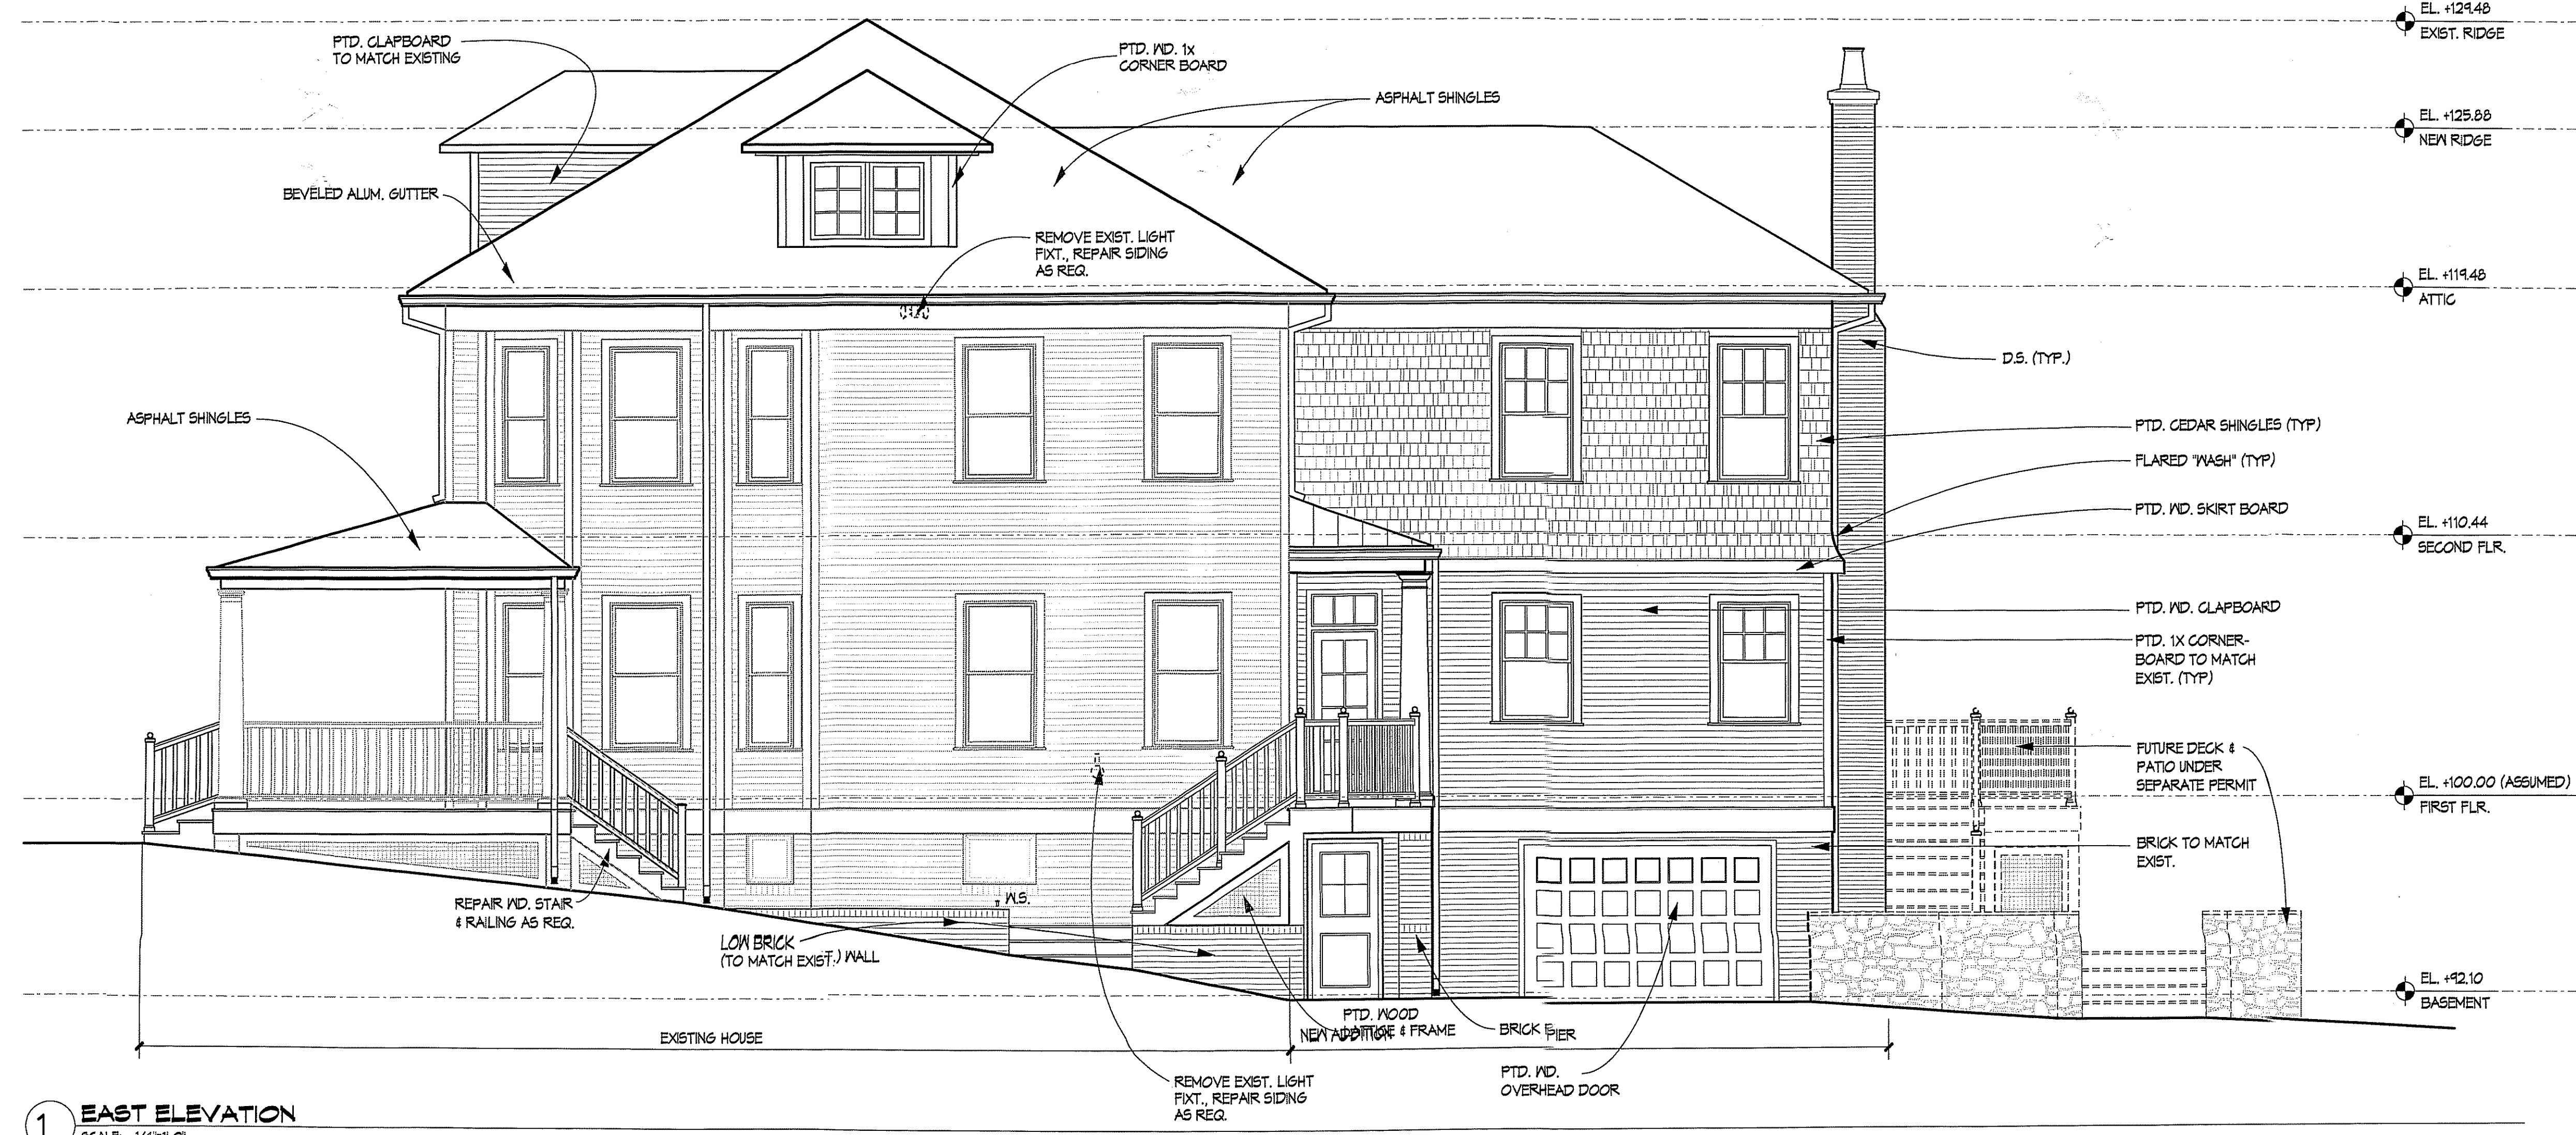 EL. +129.48
EXIST. RIDGE
PTD. CLAPBOARD
TO MATCH EXISTING
PTD. WD. 1x
CORNER BOARD
ASPHALT SHINGLES
EL. +125.88
NEW RIDGE
BEVELED ALUM. GUTTER
REMOVE EXIST. LIGHT
FIXT., REPAIR SIDING
AS REQ.
EL. +119.48
ATTIC
D.S. (TYP.)
ASPHALT SHINGLES
PTD. CEDAR SHINGLES (TYP)
FLARED "WASH" (TYP)
PTD. WD. SKIRT BOARD
EL. +110.44
SECOND FLR.
PTD. WD. CLAPBOARD
PTD. 1X CORNER-
BOARD TO MATCH
EXIST. (TYP)
FUTURE DECK &
PATIO UNDER
SEPARATE PERMIT
EL. +100.00 (ASSUMED)
FIRST FLR.
BRICK TO MATCH
EXIST.
REPAIR WD. STAIR
& RAILING AS REQ.
W.S.
LOW BRICK
(TO MATCH EXIST.) WALL
EL. +92.10
BASEMENT
PTD. WOOD
LATTICE & FRAME
NEW ADDITION
BRICK PIER
EXISTING HOUSE
PTD. WD.
OVERHEAD DOOR
REMOVE EXIST. LIGHT
FIXT., REPAIR SIDING
AS REQ.
1
EAST ELEVATION